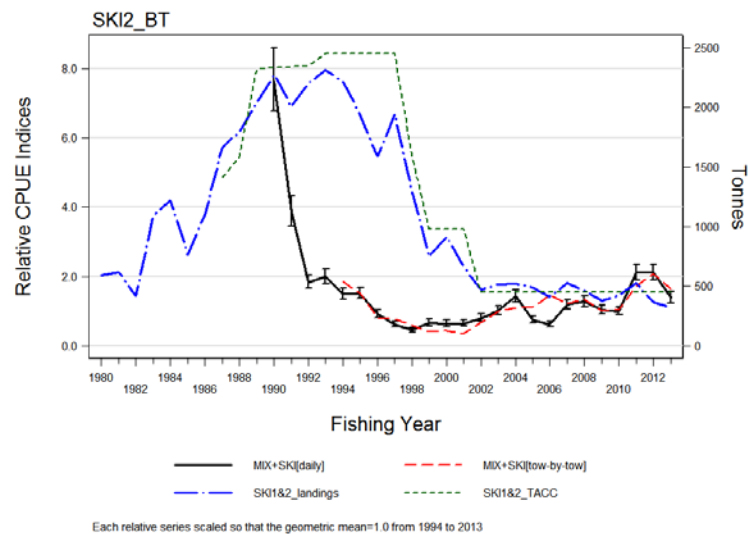 SKI2_BT
Relative CPUE Indices
8.0
6.0
4.0
2.0
0.0
2500
2000
1500
1000
500
0
Tonnes
1980 1984 1988 1992 1996 2000 2004 2008 2012
1982 1986 1990 1994 1998 2002 2006 2010
Fishing Year
MIX+SKI[daily] MIX+SKI[tow-by-tow]
SKI1&2_landings SKI1&2_TACC
Each relative series scaled so that the geometric mean=1.0 from 1994 to 2013